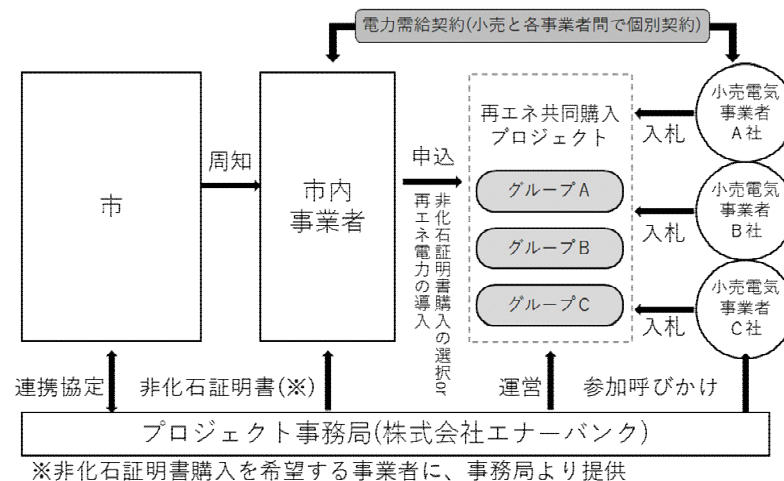 電力需給契約(小売と各事業者間で個別契約)
市
周知
市内
事業者
申込
再エネ電力の導入
非化石証明書購入の選択or
再エネ共同購入
プロジェクト
グループA
グループB
グループC
入札
入札
入札
小売電気
事業者
A社
小売電気
事業者
B社
小売電気
事業者
C社
連携協定
非化石証明書(※)
運営
参加呼びかけ
プロジェクト事務局(株式会社エナーバンク)
※非化石証明書購入を希望する事業者に、事務局より提供